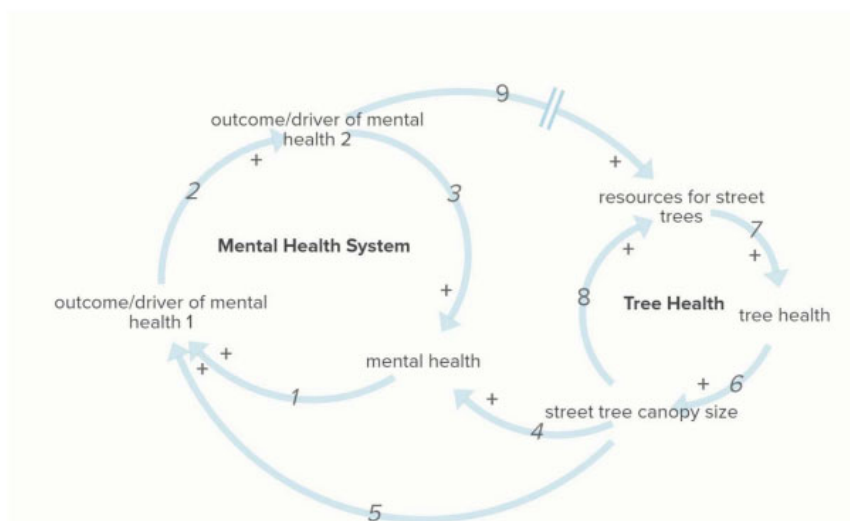 9
outcome/driver of mental
health 2
+
+
2
3
resources for street
trees
7
Mental Health System
+
+
+
8
Tree Health
outcome/driver of mental
health 1
tree health
+
mental health
+
+
6
1
+
street tree canopy size
4
5